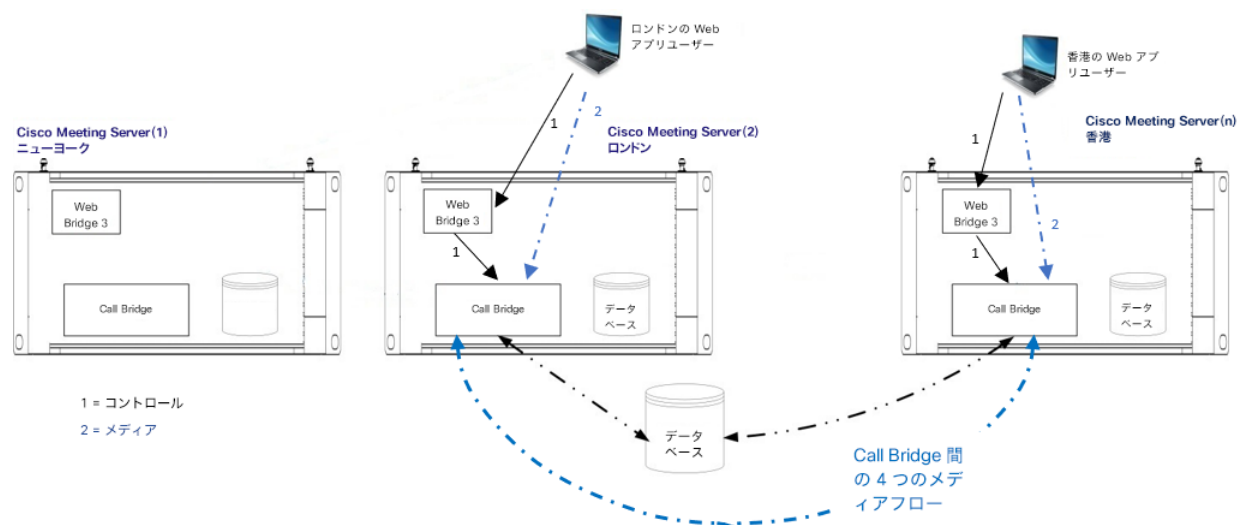 ロンドンの Web
アプリユーザー
香港の Web アプ
リユーザー
Cisco Meeting Server(1)
ニューヨーク
Cisco Meeting Server(2)
ロンドン
Cisco Meeting Server(n)
香港
1
2
1
2
Web
Bridge 3
Web
Bridge 3
Web
Bridge 3
1
1
Call Bridge
Call Bridge
データ
ベース
Call Bridge
データ
ベース
1 = コントロール
2 = メディア
データ
ベース
Call Bridge 間
の 4 つのメデ
ィアフロー